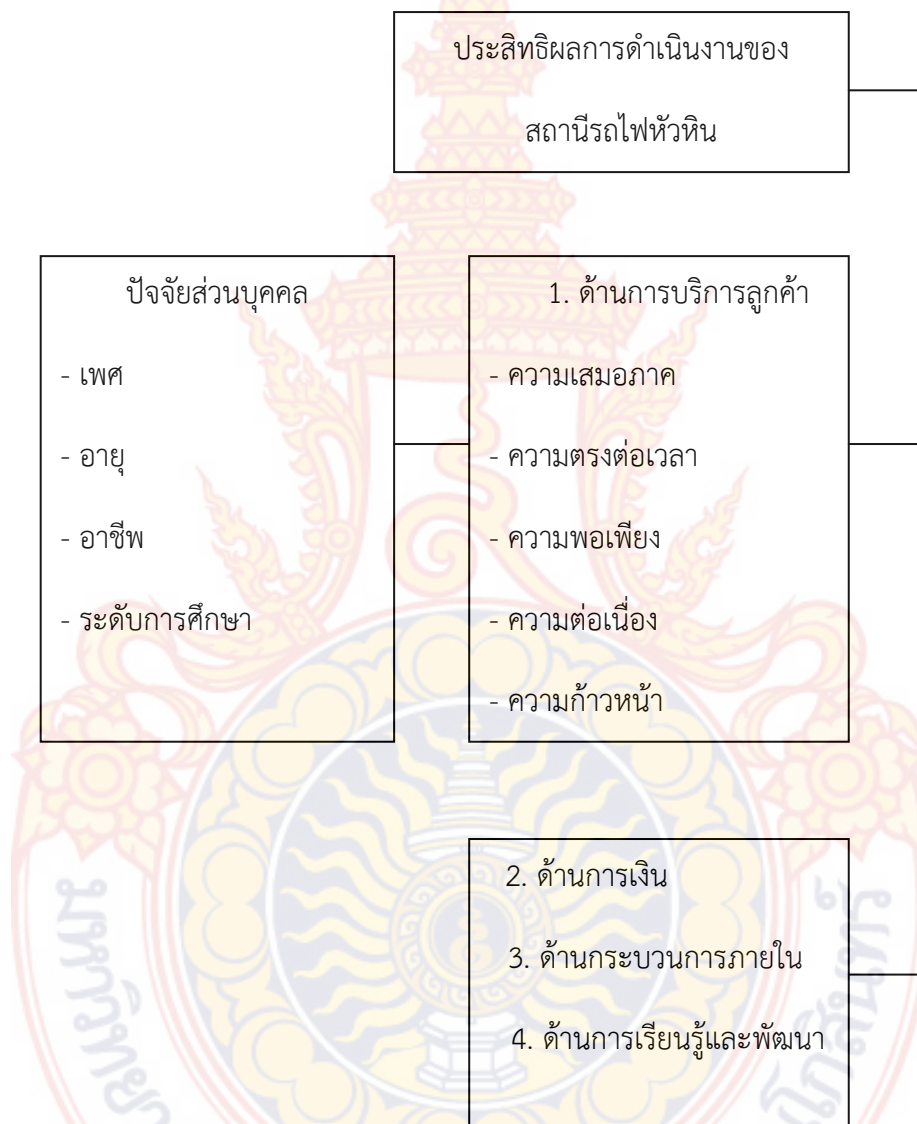 ประสิทธิผลการดำเนินงานของ
สถานีรถไฟหัวหิน
ปัจจัยส่วนบุคคล
- เพศ
- อายุ
- อาชีพ
- ระดับการศึกษา
1. ด้านการบริการลูกค้า
- ความเสมอภาค
- ความตรงต่อเวลา
- ความพอเพียง
- ความต่อเนื่อง
- ความก้าวหน้า
2. ด้านการเงิน
3. ด้านกระบวนการภายใน
4. ด้านการเรียนรู้และพัฒนา